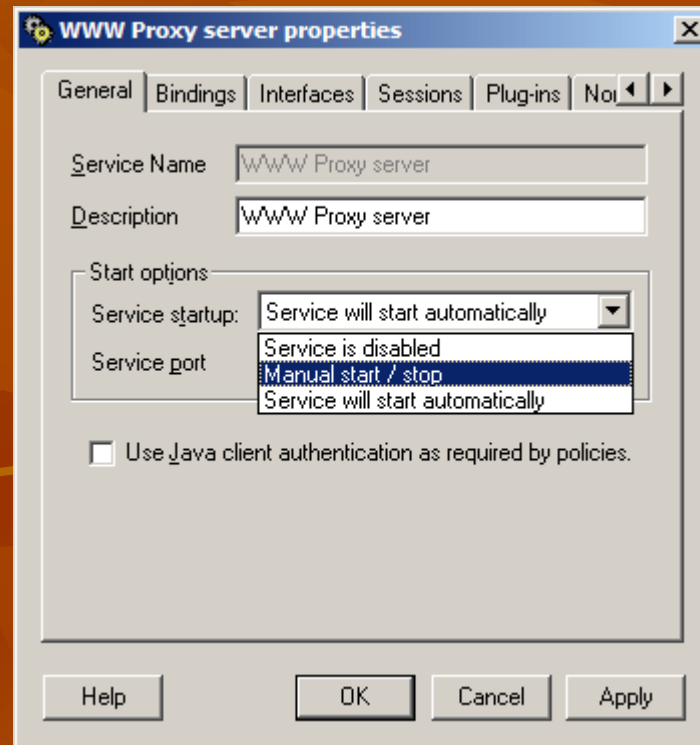 WWW Proxy server properties
General Bindings Interfaces Sessions Plug-ins
Service Name WWW Proxy server
Description WWW Proxy server
Start options
Service startup: Service will start automatically
Service is disabled
Service port Manual start / stop
Service will start automatically
Use Java client authentication as required by policies.
Help OK Cancel Apply